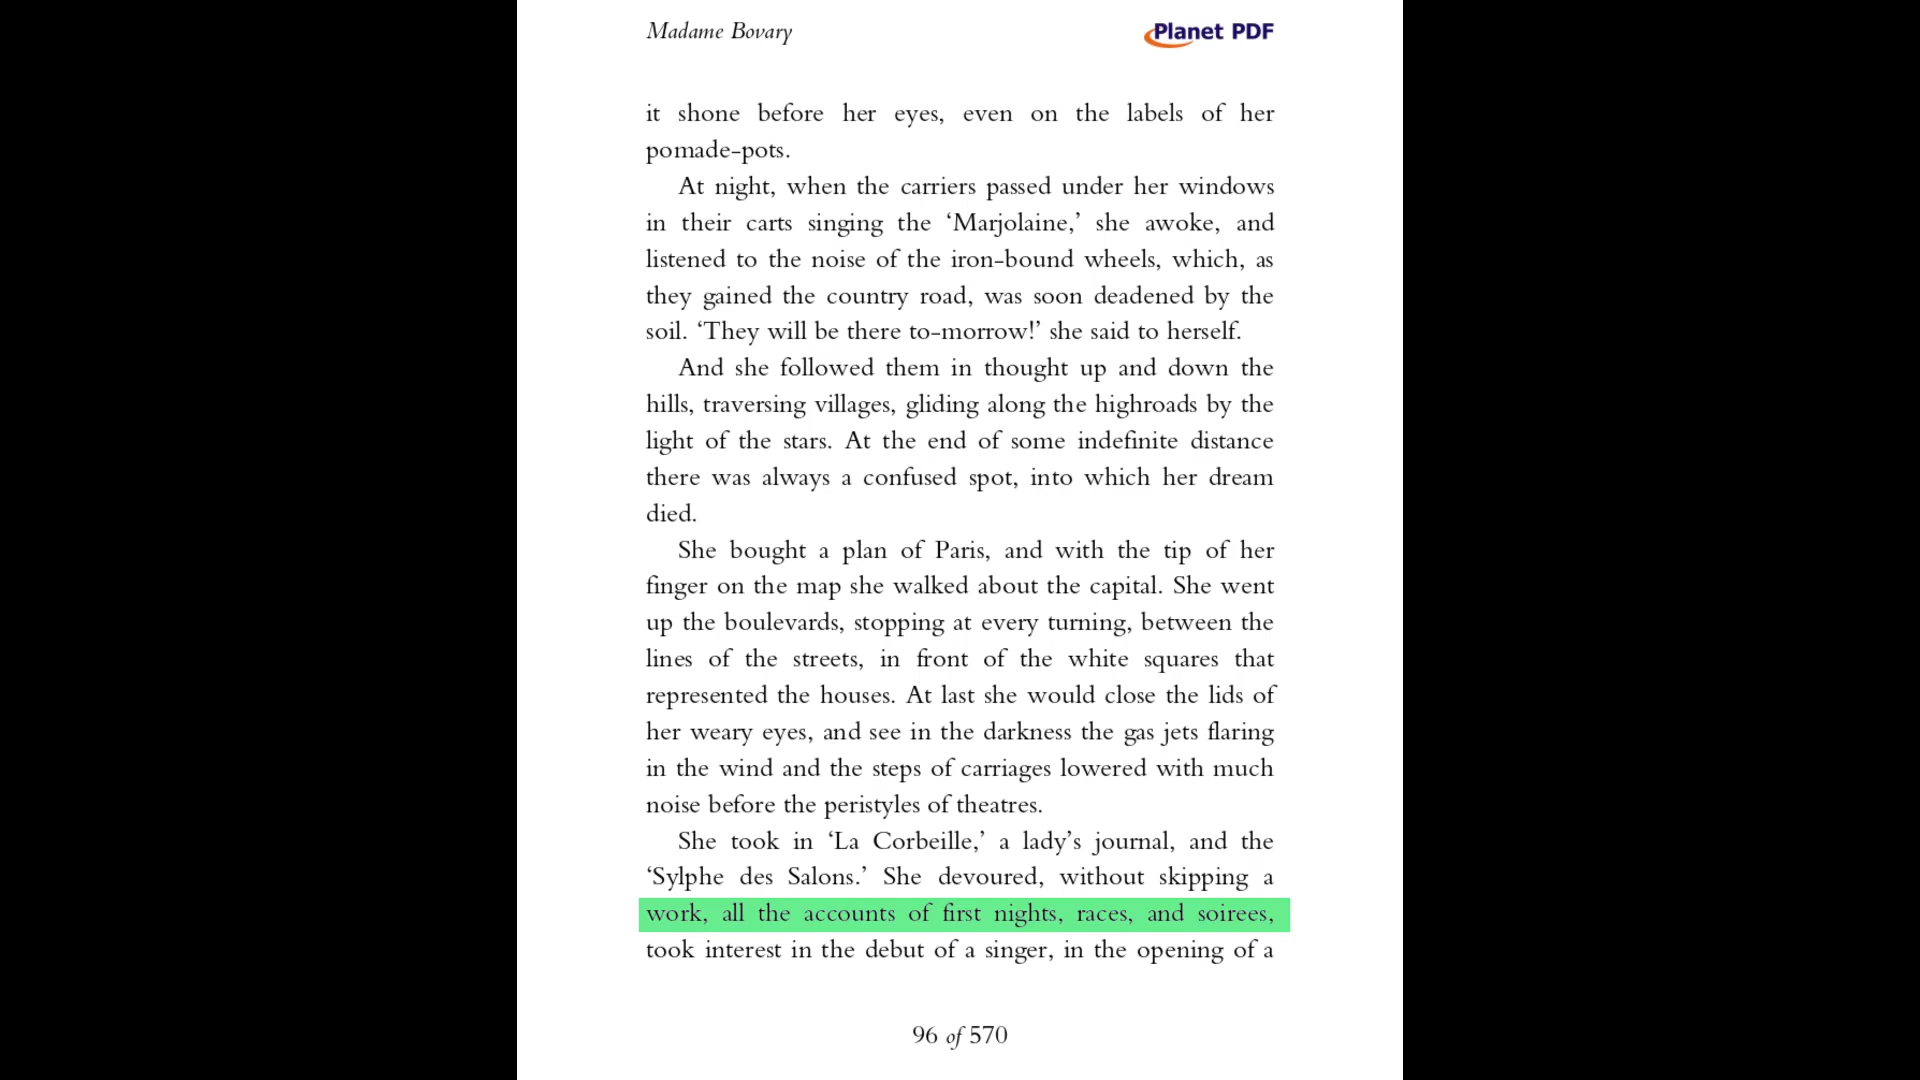 Madame Bovary
Planet PDF
it shone before her eyes, even on the labels of her
pomade-pots.
At night, when the carriers passed under her windows
in their carts singing the ‘Marjolaine,’ she awoke, and
listened to the noise of the iron-bound wheels, which, as
they gained the country road, was soon deadened by the
soil. ‘They will be there to-morrow!’ she said to herself.
And she followed them in thought up and down the
hills, traversing villages, gliding along the highroads by the
light of the stars. At the end of some indefinite distance
there was always a confused spot, into which her dream
died.
She bought a plan of Paris, and with the tip of her
finger on the map she walked about the capital. She went
up the boulevards, stopping at every turning, between the
lines of the streets, in front of the white squares that
represented the houses. At last she would close the lids of
her weary eyes, and see in the darkness the gas jets flaring
in the wind and the steps of carriages lowered with much
noise before the peristyles of theatres.
She took in ‘La Corbeille,’ a lady’s journal, and the
‘Sylphe des Salons.’ She devoured, without skipping a
work, all the accounts of first nights, races, and soirees,
took interest in the debut of a singer, in the opening of a
96 of 570